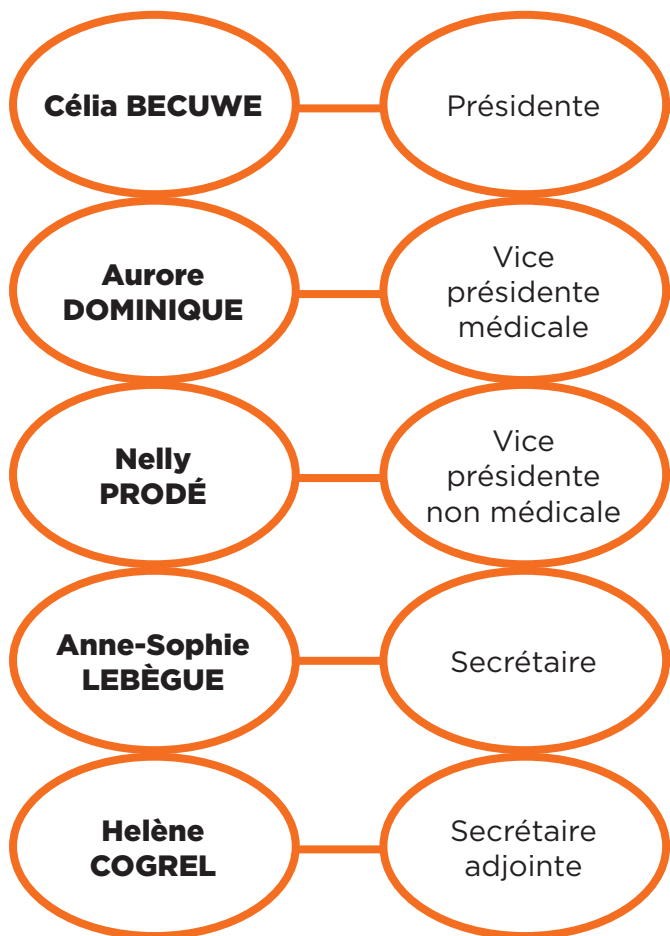 Célia BECUWE
Présidente
Aurore
DOMINIQUE
Vice
présidente
médicale
Nelly
PRODÉ
Vice
présidente
non médicale
Anne-Sophie
LEBÈGUE
Secrétaire
Helène
COGREL
Secrétaire
adjointe